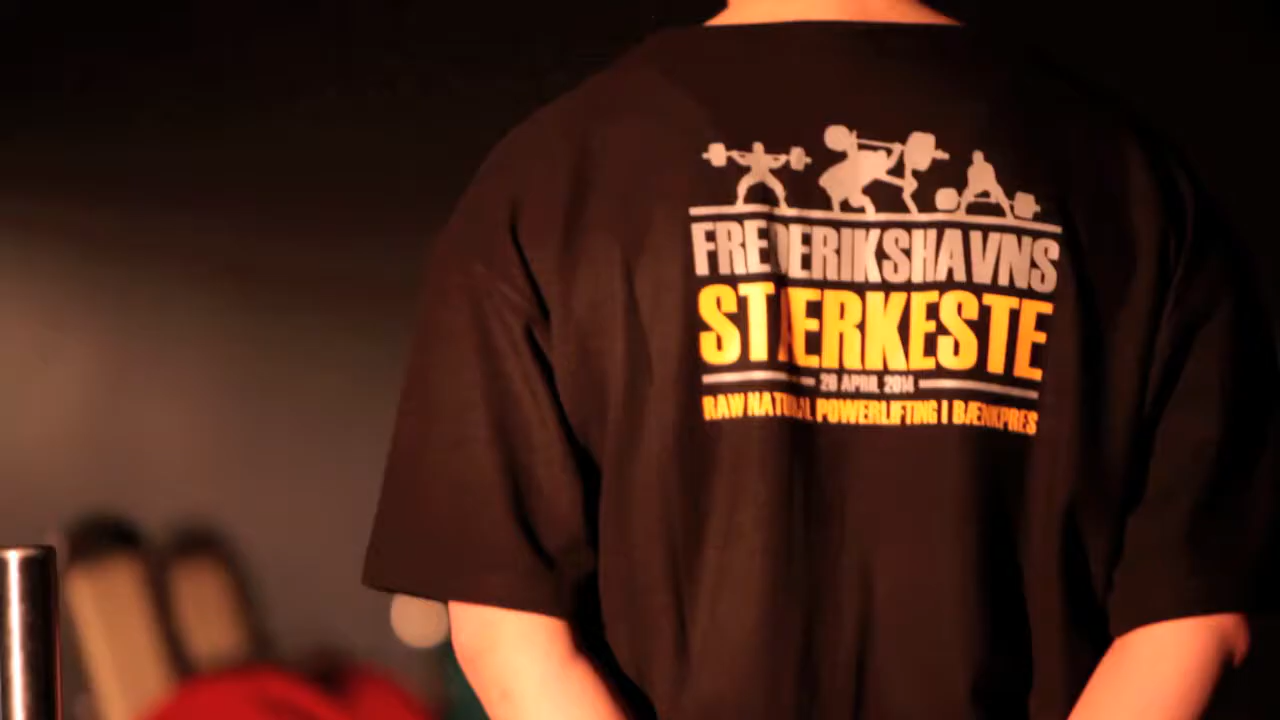 FREDERIKSHAVNS
STÆRKESTE
26 APRIL 2014
RAW NATURAL POWERLIFTING I BÆNKPRES